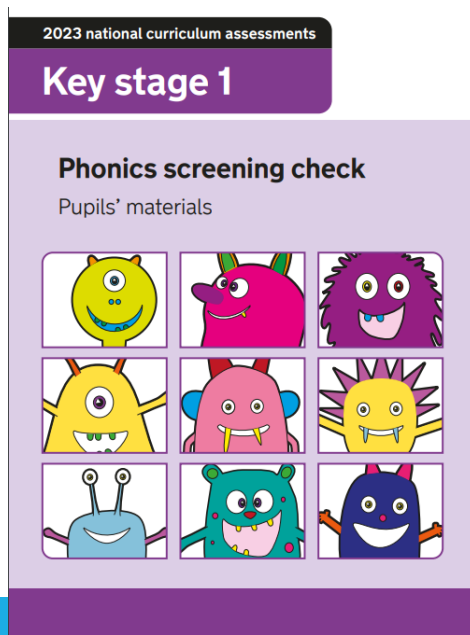 2023 national curriculum assessments
Key stage 1
Phonics screening check
Pupils’ materials